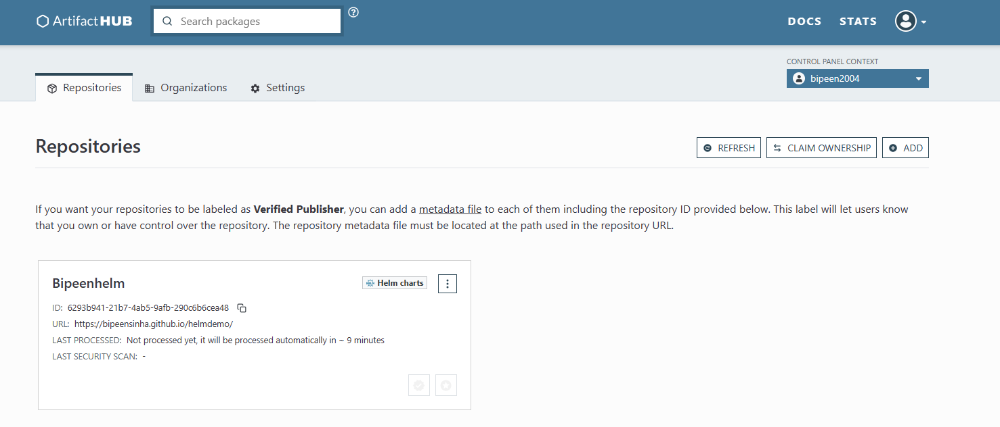 ArtifactHUB
Search packages
?
DOCS
STATS
CONTROL PANEL CONTEXT
bipeen2004
Repositories
Organizations
Settings
Repositories
REFRESH
CLAIM OWNERSHIP
ADD
If you want your repositories to be labeled as Verified Publisher, you can add a metadata file to each of them including the repository ID provided below. This label will let users know
that you own or have control over the repository. The repository metadata file must be located at the path used in the repository URL.
Bipeenhelm
HELM Helm charts
ID: 6293b941-21b7-4ab5-9afb-290c6b6cea48
URL: https://bipeensinha.github.io/helmdemo/
LAST PROCESSED: Not processed yet, it will be processed automatically in ~ 9 minutes
LAST SECURITY SCAN: -